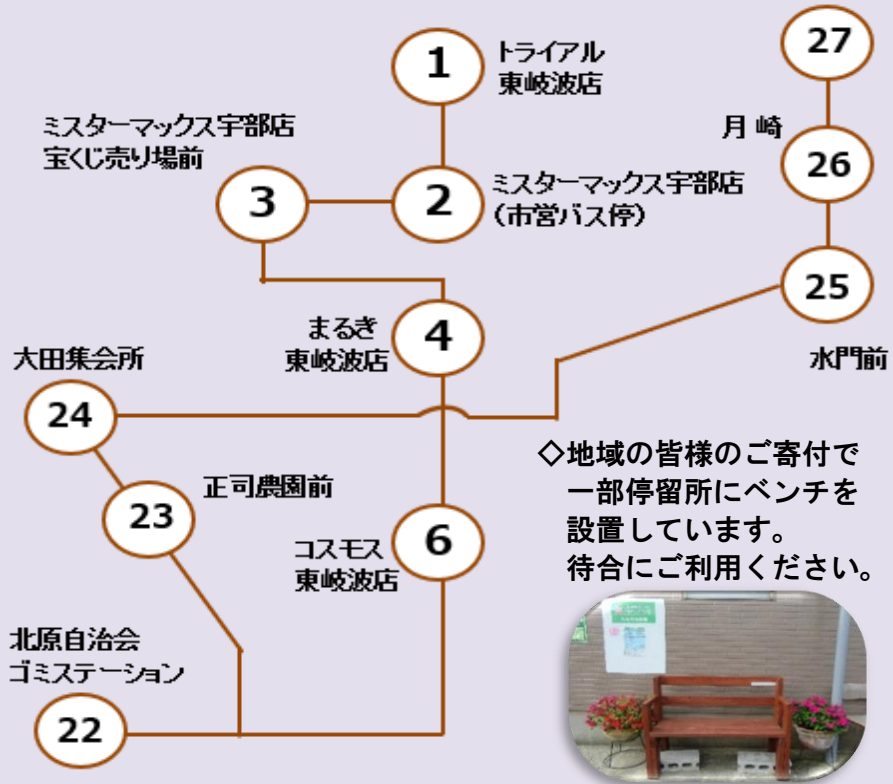 1
トライアル
東岐波店
27
ミスターマックス宇部店
宝くじ売り場前
3
2
ミスターマックス宇部店
(市営バス停)
月崎
26
25
水門前
まるき
東岐波店
4
大田集会所
24
正司農園前
23
コスモス
東岐波店
6
北原自治会
ゴミステーション
22
◇地域の皆様のご寄付で
一部停留所にベンチを
設置しています。
待合にご利用ください。